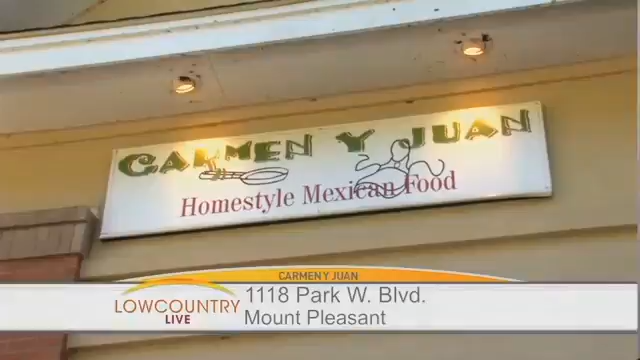 CARMEN Y JUAN
Homestyle Mexican Food
CARMEN Y JUAN
LOWCOUNTRY
LIVE
1118 Park W. Blvd.
Mount Pleasant